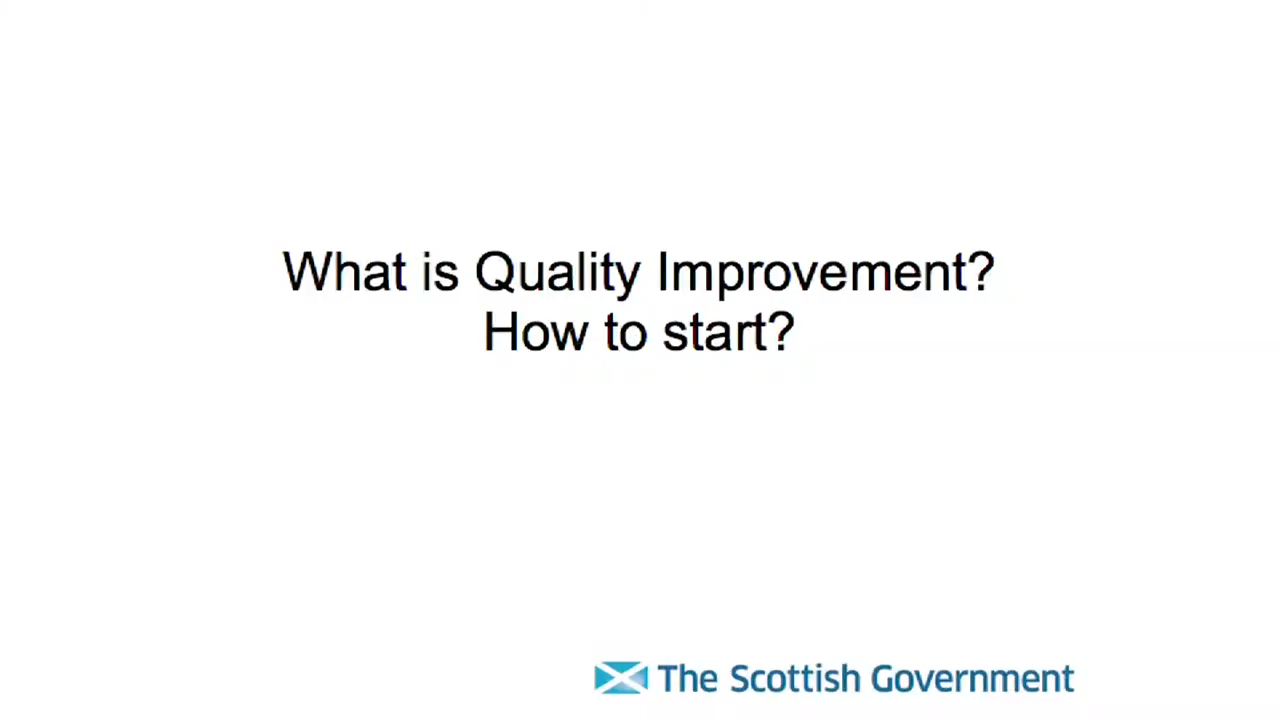 What is Quality Improvement?
How to start?
The Scottish Government